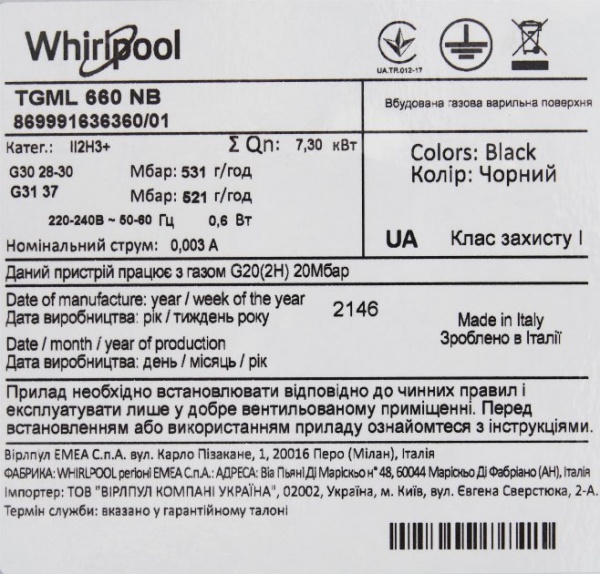 Whirlpool
UA.TR.012-17
TGML 660 NB
869991636360/01
Вбудована газова варильна поверхня
Катег.: II2H3+ Σ Qn: 7,30 кВт
G30 28-30 Мбар: 531 г/год
G31 37 Мбар: 521 г/год
220-240В ~ 50-60 Гц 0,6 Вт
Номінальний струм: 0,003 А
Colors: Black
Колір: Чорний
UA Клас захисту I
Даний пристрій працює з газом G20(2H) 20Мбар
Date of manufacture: year / week of the year
Дата виробництва: рік / тиждень року
2146
Date / month / year of production
Дата виробництва: день / місяць / рік
Made in Italy
Зроблено в Італії
Прилад необхідно встановлювати відповідно до чинних правил і
експлуатувати лише у добре вентильованому приміщенні. Перед
встановленням або використанням приладу ознайомтеся з інструкціями.
Вірлпул ЕМЕА С.п.А. вул. Карло Пізакане, 1, 20016 Перо (Мілан), Італія
ФАБРИКА: WHIRLPOOL регіоні ЕМЕА С.п.А.: АДРЕСА: Віа Пьяні Ді Маріскьо н° 48, 60044 Маріскьо Ді Фабріано (АН), Італія
Імпортер: ТОВ "ВІРЛПУЛ КОМПАНІ УКРАЇНА", 02002, Україна, м. Київ, вул. Євгена Сверстюка, 2-А.
Термін служби: вказано у гарантійному талоні